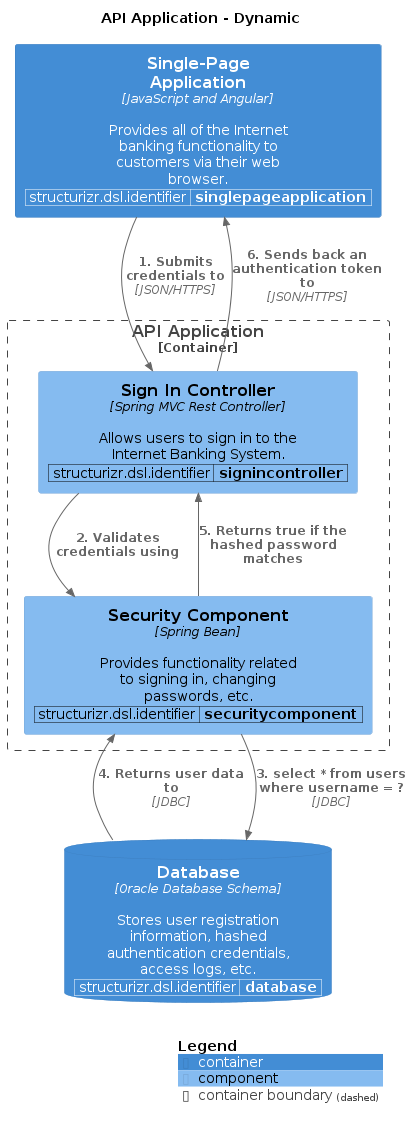 API Application - Dynamic
Single-Page
Application
[JavaScript and Angular]
Provides all of the Internet
banking functionality to
customers via their web
browser.
structurizr.dsl.identifier singlepageapplication
1. Submits
credentials to
[JSON/HTTPS]
6. Sends back an
authentication token
to
[JSON/HTTPS]
API Application
[Container]
Sign In Controller
[Spring MVC Rest Controller]
Allows users to sign in to the
Internet Banking System.
structurizr.dsl.identifier signincontroller
2. Validates
credentials using
5. Returns true if the
hashed password
matches
Security Component
[Spring Bean]
Provides functionality related
to signing in, changing
passwords, etc.
structurizr.dsl.identifier securitycomponent
4. Returns user data
to
[JDBC]
3. select * from users
where username = ?
[JDBC]
Database
[Oracle Database Schema]
Stores user registration
information, hashed
authentication credentials,
access logs, etc.
structurizr.dsl.identifier database
Legend
container
component
container boundary (dashed)